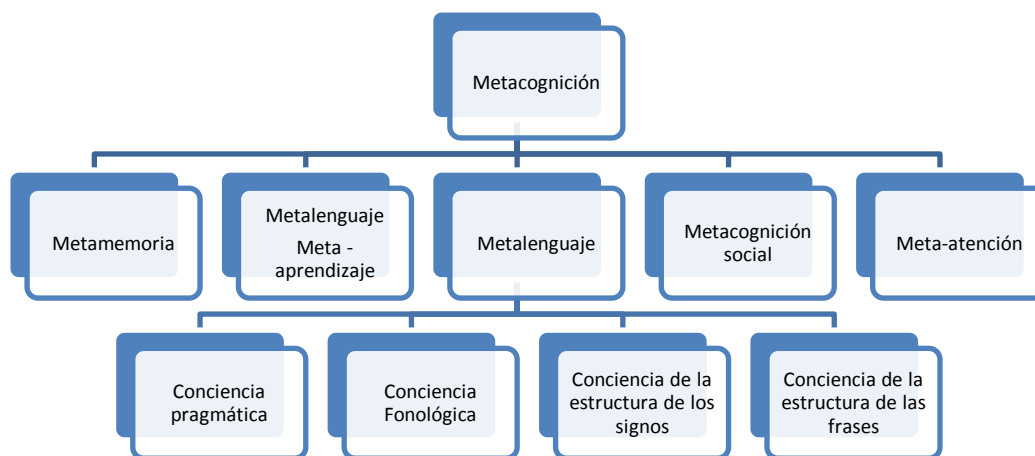 Metacognición
Metamemoria
Metalenguaje
Meta -
aprendizaje
Metalenguaje
Metacognición
social
Meta-atención
Conciencia
pragmática
Conciencia
Fonológica
Conciencia de la
estructura de los
signos
Conciencia de la
estructura de las
frases